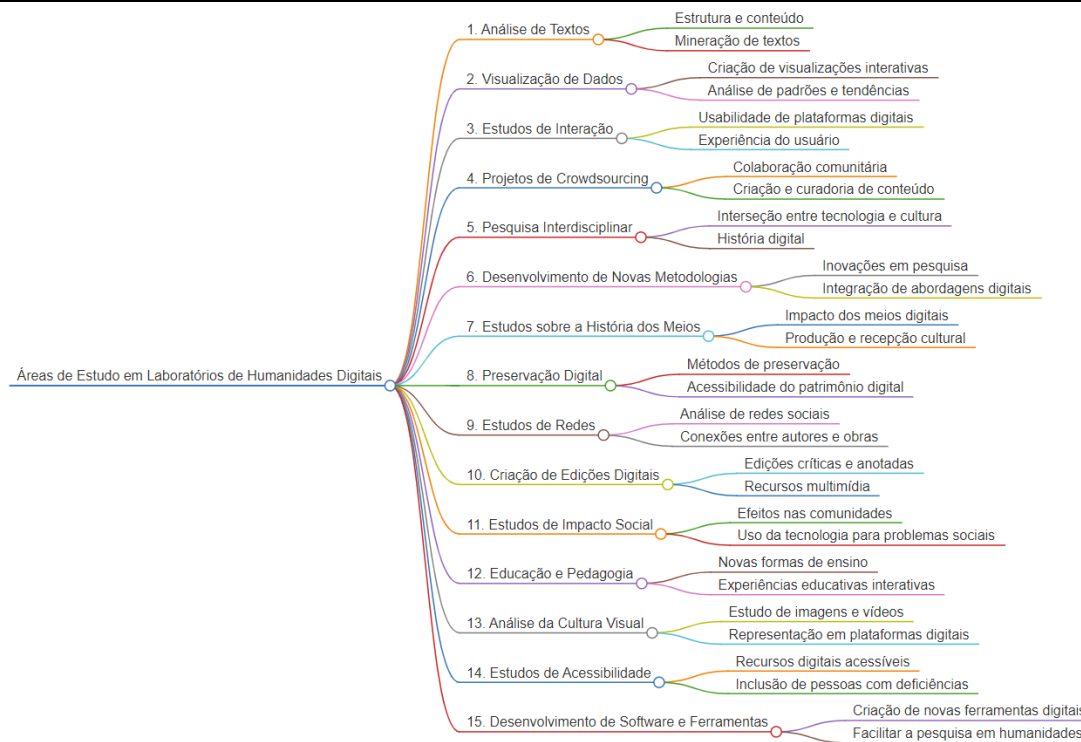 Áreas de Estudo em Laboratórios de Humanidades Digitais
1. Análise de Textos
Estrutura e conteúdo
Mineração de textos
2. Visualização de Dados
Criação de visualizações interativas
Análise de padrões e tendências
3. Estudos de Interação
Usabilidade de plataformas digitais
Experiência do usuário
4. Projetos de Crowdsourcing
Colaboração comunitária
Criação e curadoria de conteúdo
5. Pesquisa Interdisciplinar
Interseção entre tecnologia e cultura
História digital
6. Desenvolvimento de Novas Metodologias
Inovações em pesquisa
Integração de abordagens digitais
7. Estudos sobre a História dos Meios
Impacto dos meios digitais
Produção e recepção cultural
8. Preservação Digital
Métodos de preservação
Acessibilidade do patrimônio digital
9. Estudos de Redes
Análise de redes sociais
Conexões entre autores e obras
10. Criação de Edições Digitais
Edições críticas e anotadas
Recursos multimídia
11. Estudos de Impacto Social
Efeitos nas comunidades
Uso da tecnologia para problemas sociais
12. Educação e Pedagogia
Novas formas de ensino
Experiências educativas interativas
13. Análise da Cultura Visual
Estudo de imagens e vídeos
Representação em plataformas digitais
14. Estudos de Acessibilidade
Recursos digitais acessíveis
Inclusão de pessoas com deficiências
15. Desenvolvimento de Software e Ferramentas
Criação de novas ferramentas digitais
Facilitar a pesquisa em humanidades